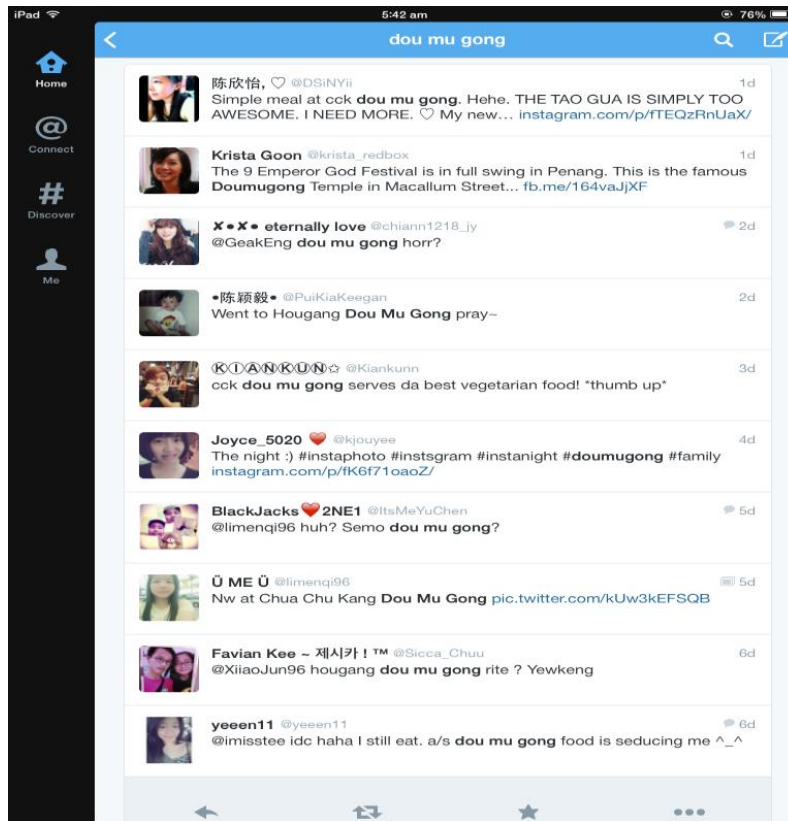 iPad
5:42 am
76%
dou mu gong
Home
Connect
Discover
Me
陈欣怡, ♡ @DSiNYii 1d
Simple meal at cck dou mu gong. Hehe. THE TAO GUA IS SIMPLY TOO
AWESOME. I NEED MORE. ♡ My new... instagram.com/p/fTEQzRnUaX/
Krista Goon @krista_redbox 1d
The 9 Emperor God Festival is in full swing in Penang. This is the famous
Doumugong Temple in Macallum Street... fb.me/164vaJjXF
✗•✗• eternally love @chiann1218_jy 2d
@GeakEng dou mu gong horr?
•陈颖毅• @PuiKiaKeegan 2d
Went to Hougang Dou Mu Gong pray~
ⓀⒾⒶⓃⓀⓊⓃ✩ @Kiankunn 3d
cck dou mu gong serves da best vegetarian food! *thumb up*
Joyce_5020 ❤ @kjouyee 4d
The night :) #instaphoto #instsgram #instanight #doumugong #family
instagram.com/p/fK6f71oaoZ/
BlackJacks❤2NE1 @ItsMeYuChen 5d
@limenqi96 huh? Semo dou mu gong?
Ü ME Ü @limenqi96 5d
Nw at Chua Chu Kang Dou Mu Gong pic.twitter.com/kUw3kEFSQB
Favian Kee ~ 제시카 ! ™ @Sicca_Chuu 6d
@XiiaoJun96 hougang dou mu gong rite ? Yewkeng
yeeen11 @yeeen11 6d
@imisstee idc haha I still eat. a/s dou mu gong food is seducing me ^_^